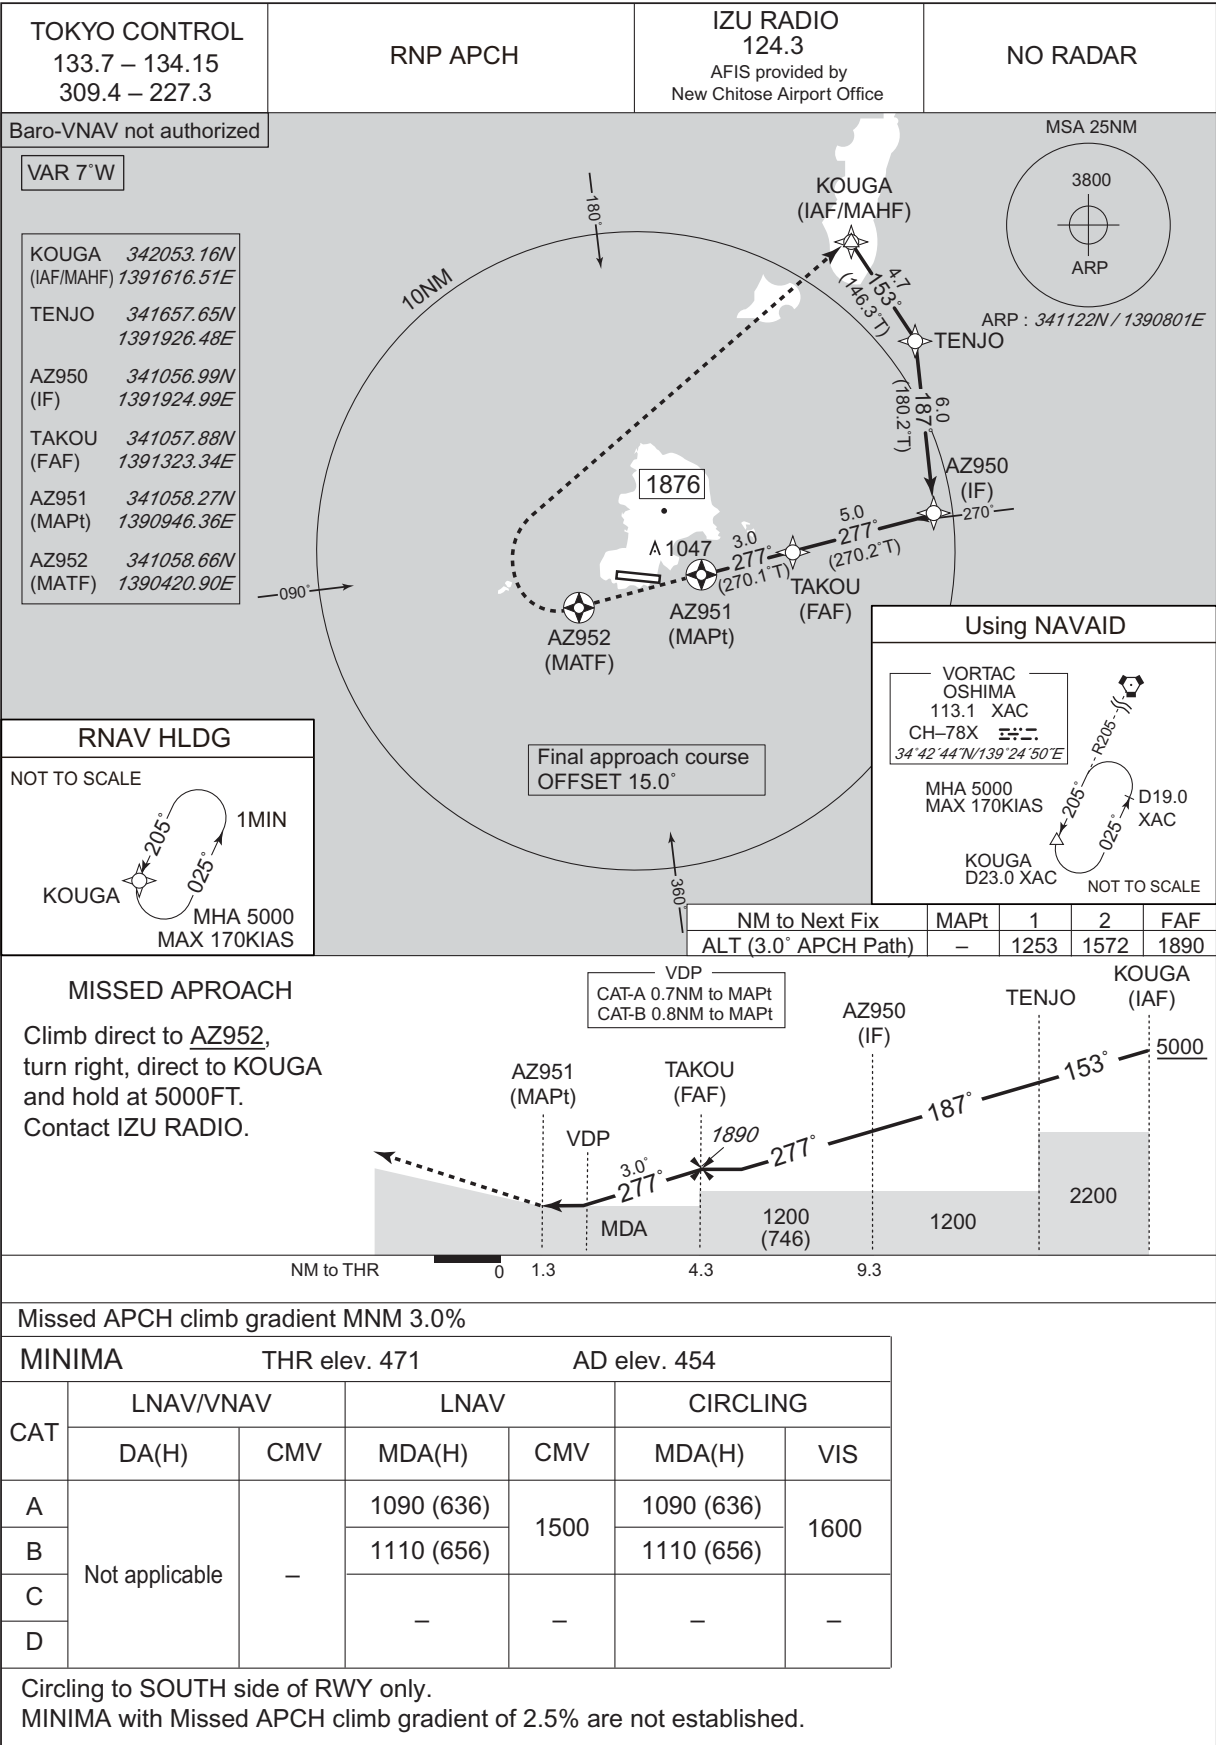 TOKYO CONTROL
133.7 – 134.15
309.4 – 227.3
RNP APCH
IZU RADIO
124.3
AFIS provided by
New Chitose Airport Office
NO RADAR
Baro-VNAV not authorized
VAR 7˚W
MSA 25NM
3800
ARP
ARP : 341122N / 1390801E
KOUGA 342053.16N
(IAF/MAHF) 1391616.51E
TENJO 341657.65N
1391926.48E
AZ950 341056.99N
(IF) 1391924.99E
TAKOU 341057.88N
(FAF) 1391323.34E
AZ951 341058.27N
(MAPt) 1390946.36E
AZ952 341058.66N
(MATF) 1390420.90E
180˚
10NM
KOUGA
(IAF/MAHF)
4.7
153˚
(146.3˚T)
TENJO
6.0
187˚
(180.2˚T)
AZ950
(IF)
270˚
5.0
277˚
(270.2˚T)
1876
1047
3.0
277˚
(270.1˚T)
TAKOU
(FAF)
AZ951
(MAPt)
AZ952
(MATF)
090˚
360˚
Final approach course
OFFSET 15.0˚
RNAV HLDG
NOT TO SCALE
205˚
1MIN
025˚
KOUGA
MHA 5000
MAX 170KIAS
Using NAVAID
VORTAC
OSHIMA
113.1 XAC
CH–78X
34˚42´44˝N/139˚24´50˝E
R205
MHA 5000
MAX 170KIAS
205˚
D19.0
XAC
025˚
KOUGA
D23.0 XAC
NOT TO SCALE
NM to Next Fix MAPt 1 2 FAF
ALT (3.0˚ APCH Path) – 1253 1572 1890
MISSED APROACH
Climb direct to AZ952,
turn right, direct to KOUGA
and hold at 5000FT.
Contact IZU RADIO.
VDP
CAT-A 0.7NM to MAPt
CAT-B 0.8NM to MAPt
KOUGA
(IAF)
TENJO
AZ950
(IF)
5000
153˚
AZ951
(MAPt)
TAKOU
(FAF)
187˚
VDP
1890
277˚
3.0˚
277˚
MDA
1200
(746)
1200
2200
NM to THR 0 1.3 4.3 9.3
Missed APCH climb gradient MNM 3.0%
MINIMA THR elev. 471 AD elev. 454
CAT LNAV/VNAV LNAV CIRCLING
DA(H) CMV MDA(H) CMV MDA(H) VIS
A 1090 (636) 1090 (636)
1500 1600
B 1110 (656) 1110 (656)
Not applicable –
C
– – – –
D
Circling to SOUTH side of RWY only.
MINIMA with Missed APCH climb gradient of 2.5% are not established.